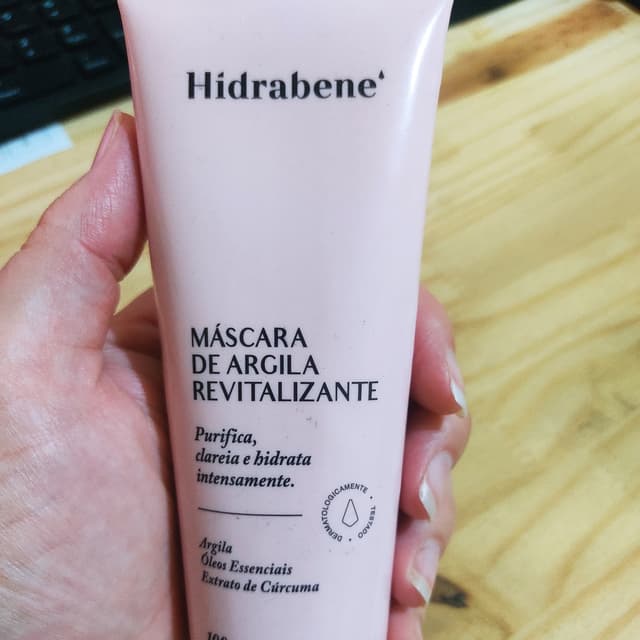 Hidrabene
MÁSCARA
DE ARGILA
REVITALIZANTE
Purifica,
clareia e hidrata
intensamente.
DERMATOLOGICAMENTE • TESTADO •
Argila
Óleos Essenciais
Extrato de Cúrcuma